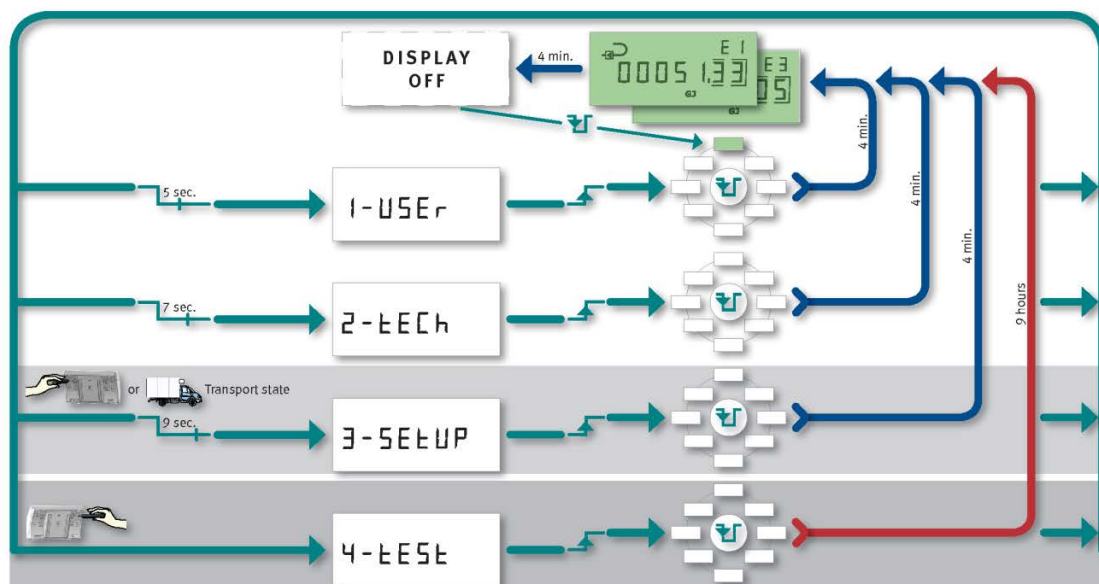 DISPLAY
OFF
4 min.
E1
00051,33
GJ
E3
05
GJ
5 sec.
1-USEr
4 min.
4 min.
4 min.
9 hours
7 sec.
2-tECh
or
Transport state
9 sec.
3-SEtUP
4-tESt